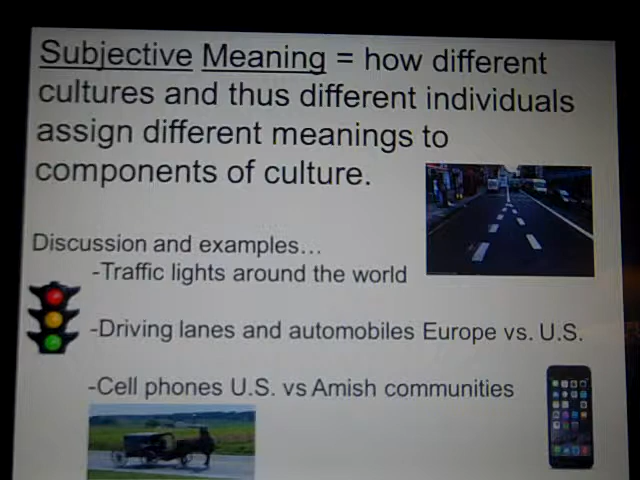 Subjective Meaning = how different
cultures and thus different individuals
assign different meanings to
components of culture.
Discussion and examples...
-Traffic lights around the world
-Driving lanes and automobiles Europe vs. U.S.
-Cell phones U.S. vs Amish communities